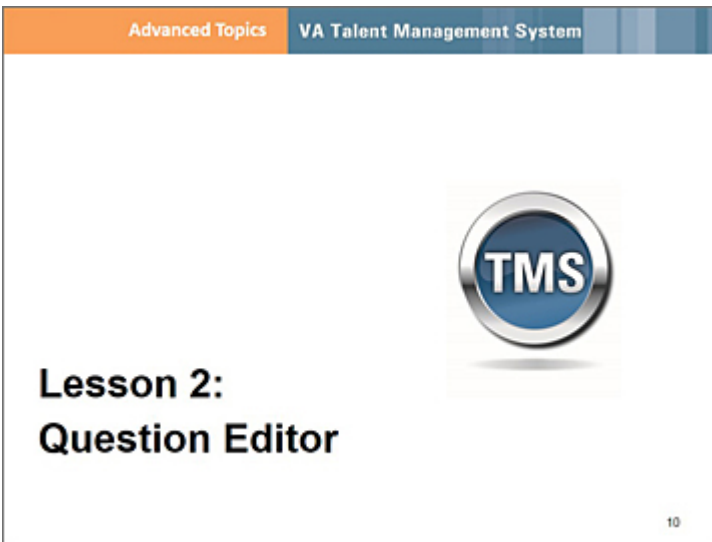 Advanced Topics VA Talent Management System
TMS
Lesson 2:
Question Editor
10